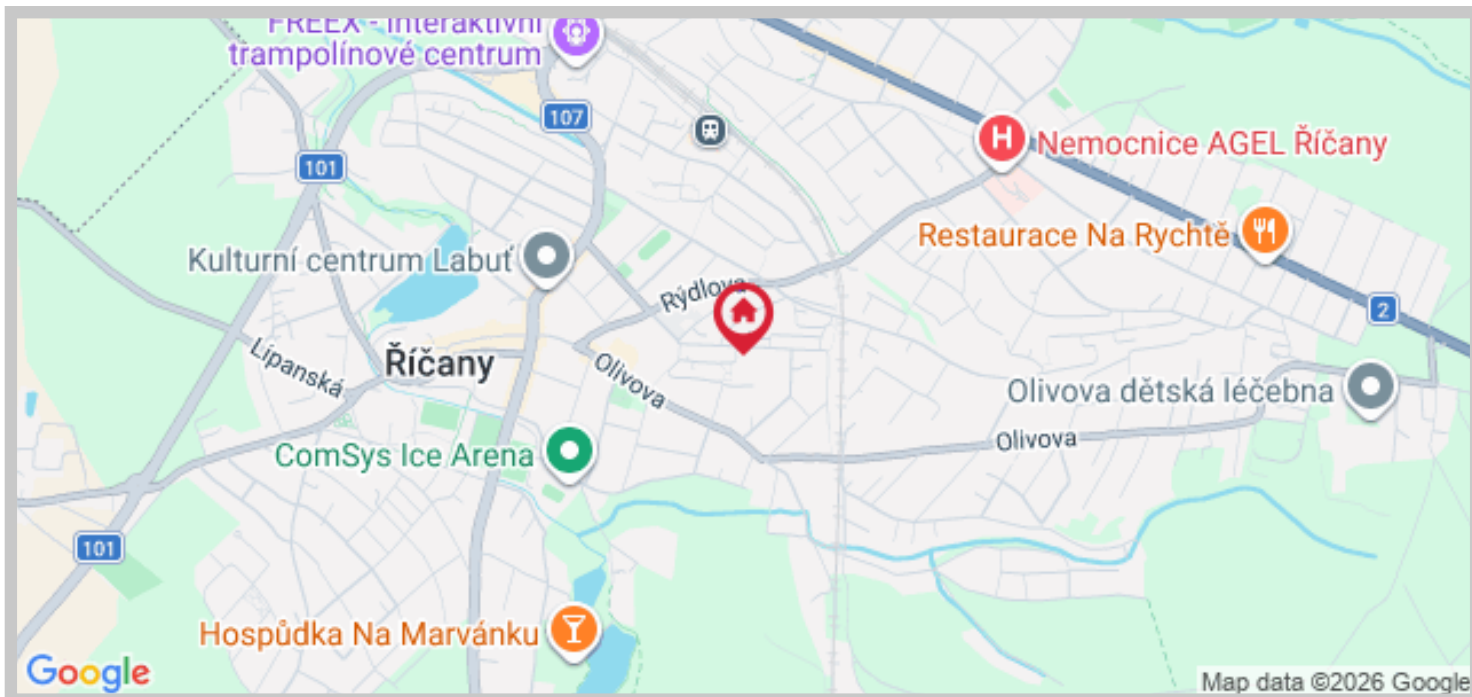 FREEX - Interaktivní
trampolínové centrum
107
101
H
Nemocnice AGEL Říčany
Restaurace Na Rychtě
Kulturní centrum Labuť
Rýdlova
2
Říčany
Lipanská
Olivova
Olivova dětská léčebna
Olivova
ComSys Ice Arena
101
Hospůdka Na Marvánku
Google
Map data ©2026 Google